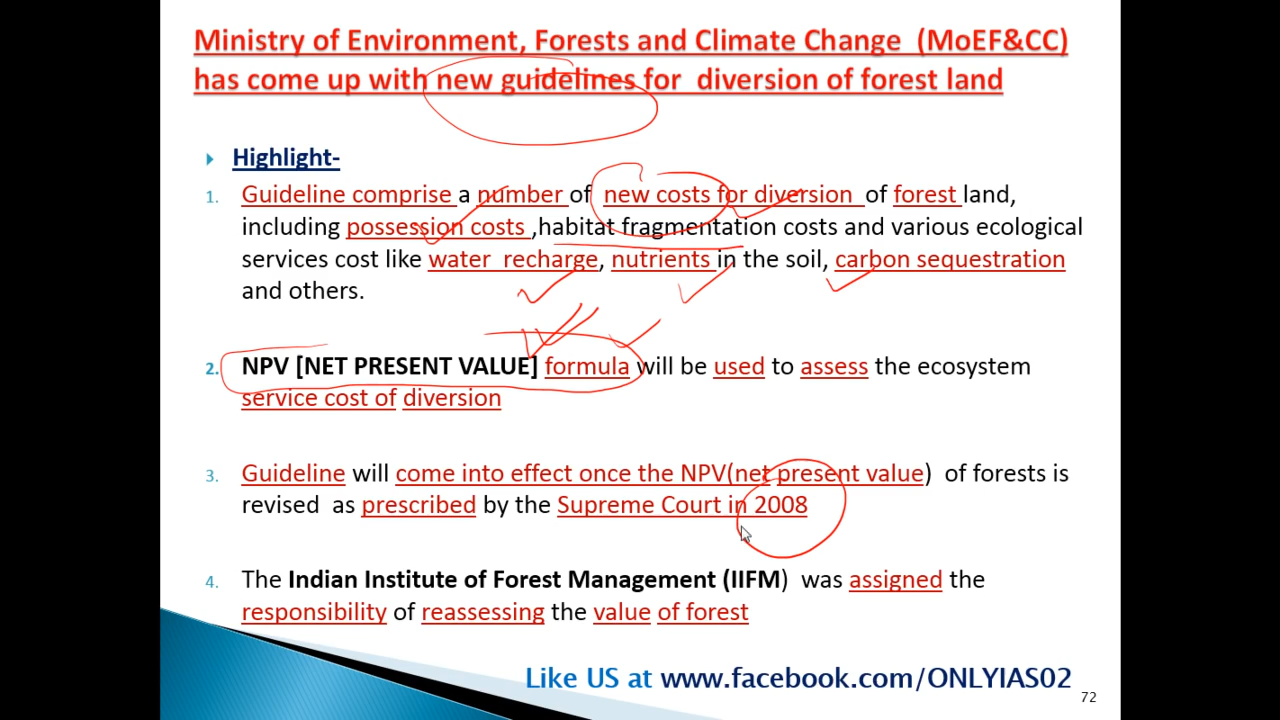 Ministry of Environment, Forests and Climate Change (MoEF&CC)
has come up with new guidelines for diversion of forest land
Highlight-
1. Guideline comprise a number of new costs for diversion of forest land,
including possession costs ,habitat fragmentation costs and various ecological
services cost like water recharge, nutrients in the soil, carbon sequestration
and others.
2. NPV [NET PRESENT VALUE] formula will be used to assess the ecosystem
service cost of diversion
3. Guideline will come into effect once the NPV(net present value) of forests is
revised as prescribed by the Supreme Court in 2008
4. The Indian Institute of Forest Management (IIFM) was assigned the
responsibility of reassessing the value of forest
Like US at www.facebook.com/ONLYIAS02
72